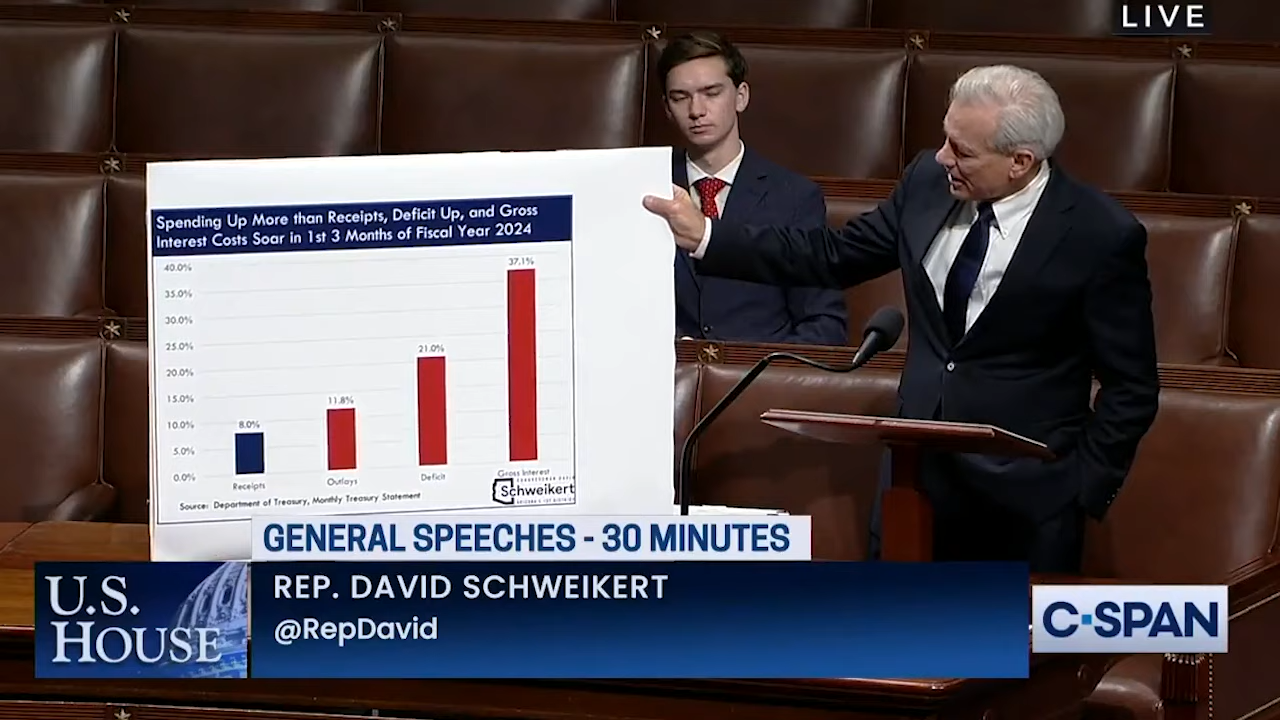 LIVE
Spending Up More than Receipts, Deficit Up, and Gross
Interest Costs Soar in 1st 3 Months of Fiscal Year 2024
40.0%
35.0%
30.0%
25.0%
20.0%
15.0%
10.0%
5.0%
0.0%
8.0%
11.8%
21.0%
37.1%
Receipts
Outlays
Deficit
Gross Interest
Source: Department of Treasury, Monthly Treasury Statement
Schweikert
GENERAL SPEECHES - 30 MINUTES
U.S.
HOUSE
REP. DAVID SCHWEIKERT
@RepDavid
C-SPAN